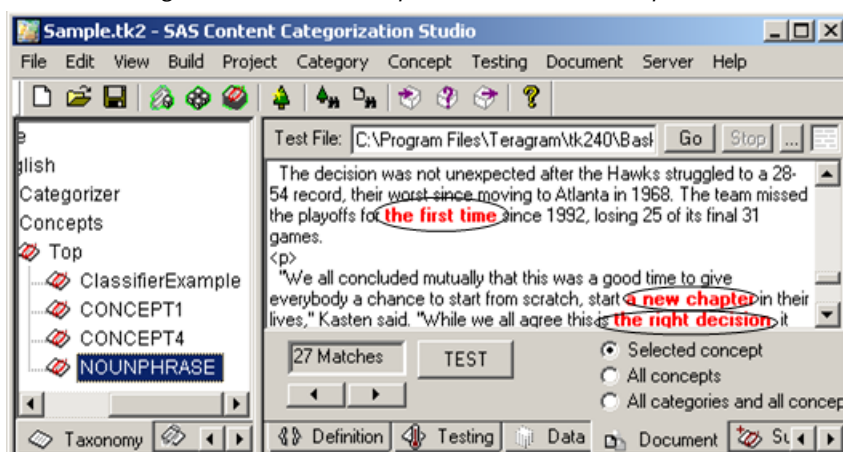 Sample.tk2 - SAS Content Categorization Studio
File Edit View Build Project Category Concept Testing Document Server Help
Test File: C:\Program Files\Teragram\tk240\Bask Go Stop ...
glish
Categorizer
Concepts
Top
ClassifierExample
CONCEPT1
CONCEPT4
NOUNPHRASE
The decision was not unexpected after the Hawks struggled to a 28-
54 record, their worst since moving to Atlanta in 1968. The team missed
the playoffs for the first time since 1992, losing 25 of its final 31
games.
<p>
"We all concluded mutually that this was a good time to give
everybody a chance to start from scratch, start a new chapter in their
lives," Kasten said. "While we all agree this is the right decision, it
27 Matches TEST
Selected concept
All concepts
All categories and all concep
Taxonomy
Definition Testing Data Document Su